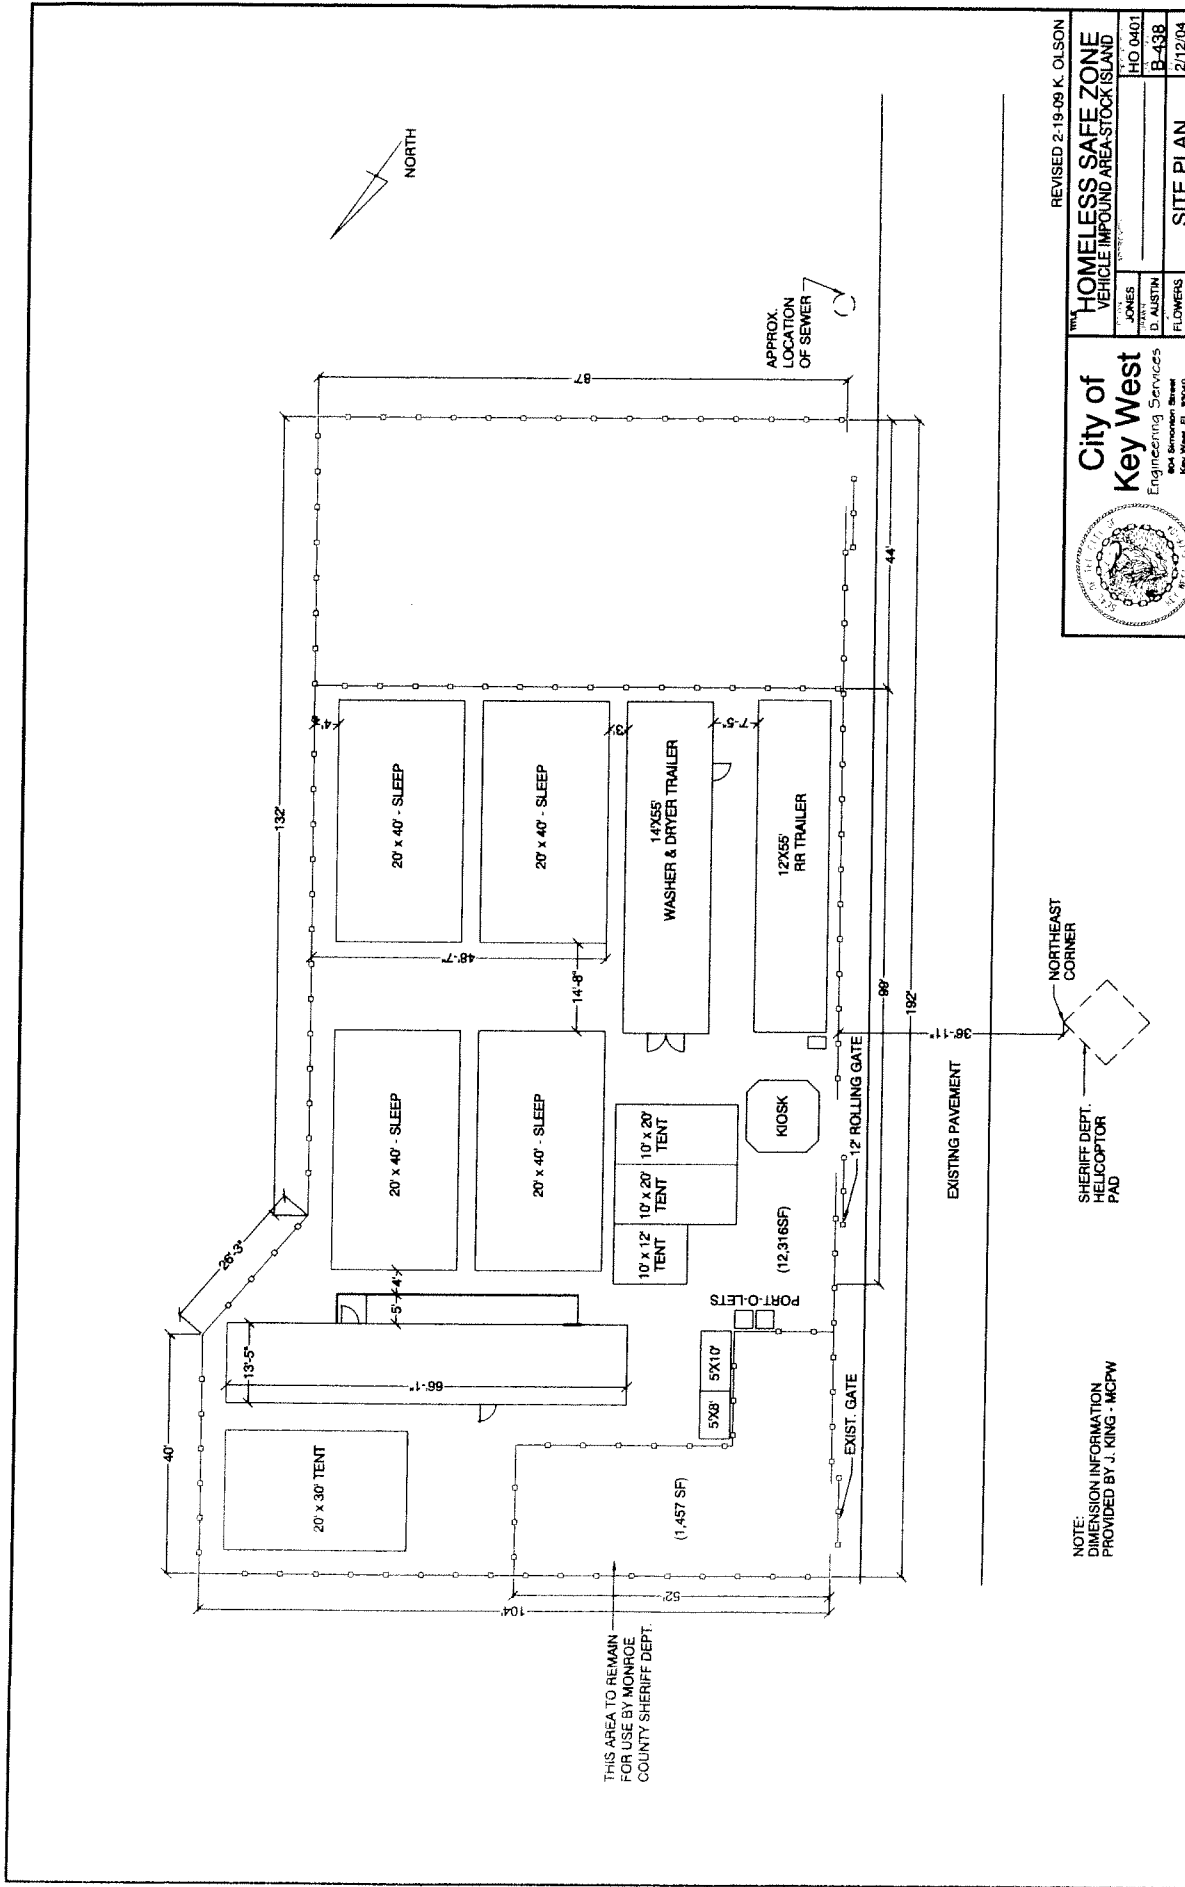 REVISED 2-19-09 K. OLSON
NORTH
132'
87'
APPROX.
LOCATION
OF SEWER
44'
4'
3'
7'-5"
20' x 40' - SLEEP
20' x 40' - SLEEP
14'X55'
WASHER & DRYER TRAILER
12'X55'
RR TRAILER
48'-7"
14'-8"
99'
192'
36'-11"
20' x 40' - SLEEP
20' x 40' - SLEEP
10' x 20'
TENT
10' x 20'
TENT
10' x 12'
TENT
KIOSK
12' ROLLING GATE
(12,316SF)
EXISTING PAVEMENT
NORTHEAST
CORNER
SHERIFF DEPT.
HELICOPTOR
PAD
26'-3"
4'
5'
PORT-O-LETS
13'-5"
66'-1"
5'X10'
5'X8'
40'
20' x 30' TENT
(1,457 SF)
EXIST. GATE
52'
104'
THIS AREA TO REMAIN
FOR USE BY MONROE
COUNTY SHERIFF DEPT.
NOTE:
DIMENSION INFORMATION
PROVIDED BY J. KING - MCPW
City of
Key West
Engineering Services
604 Simonton Street
TITLE
HOMELESS SAFE ZONE
VEHICLE IMPOUND AREA-STOCK ISLAND
JONES
HO 0401
D. AUSTIN
B-438
FLOWERS
SITE PLAN
2/12/04